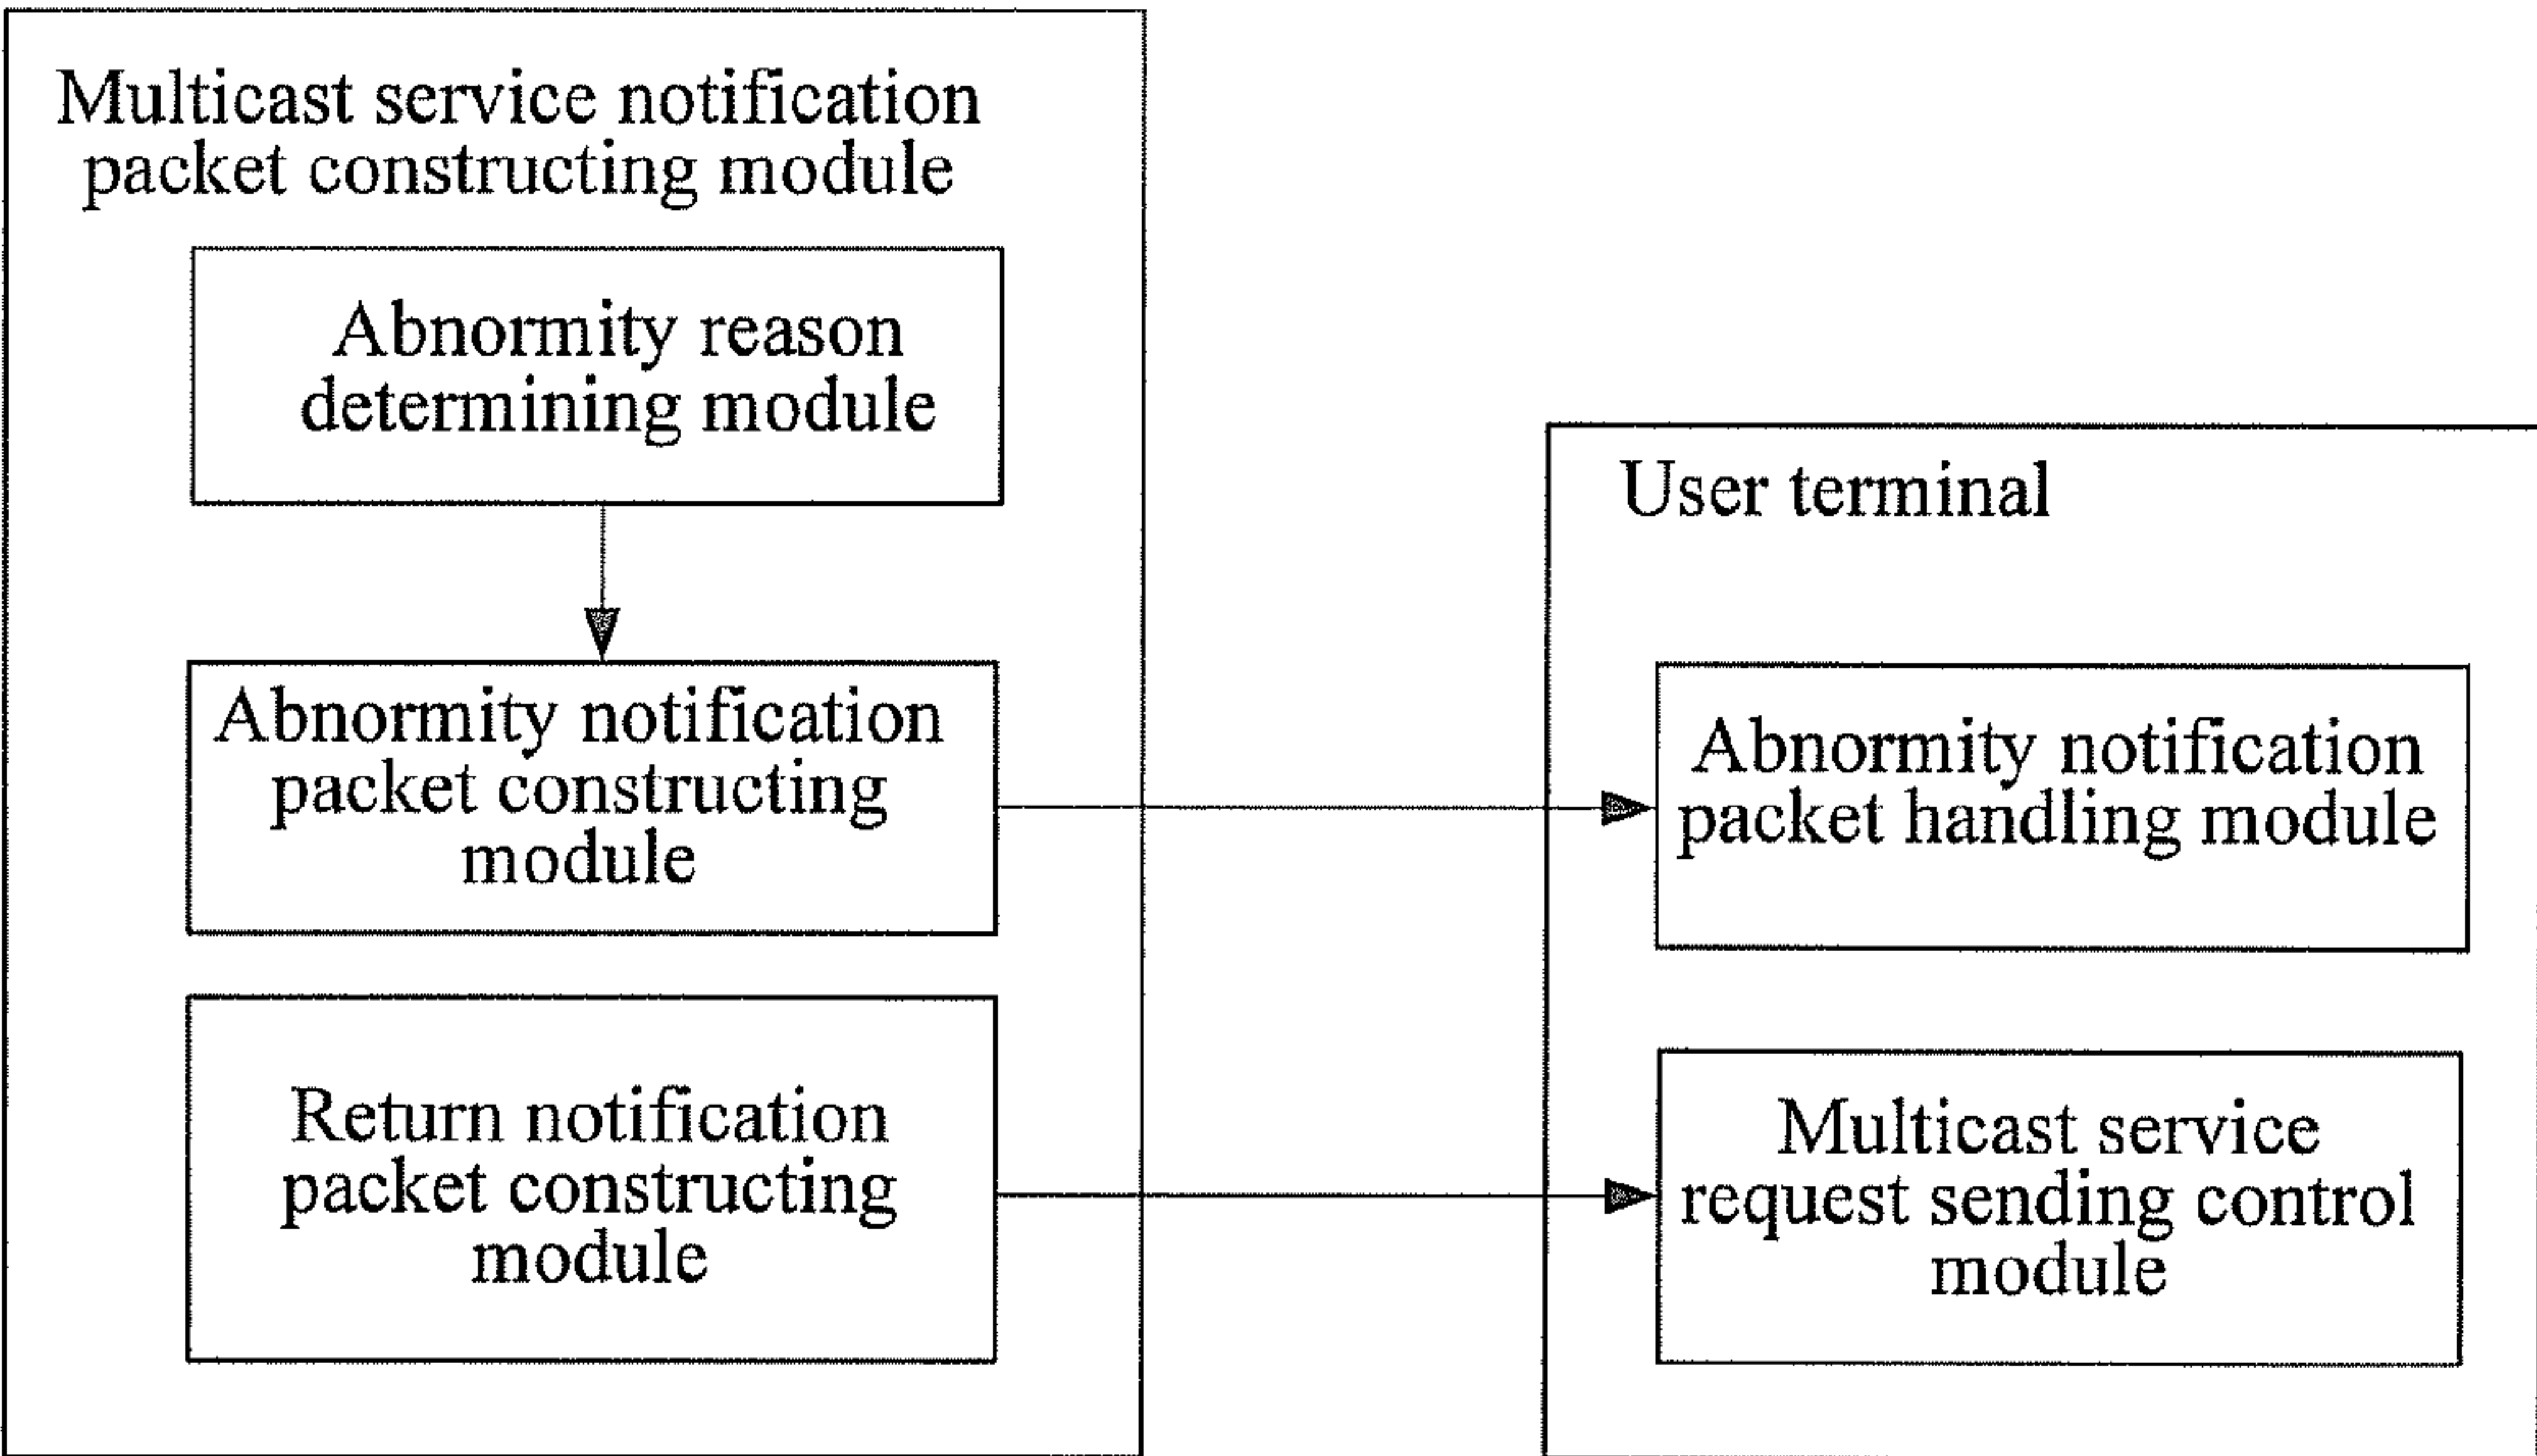 Multicast service notification
packet constructing module
Abnormity reason
determining module
Abnormity notification
packet constructing
module
Return notification
packet constructing
module
User terminal
Abnormity notification
packet handling module
Multicast service
request sending control
module